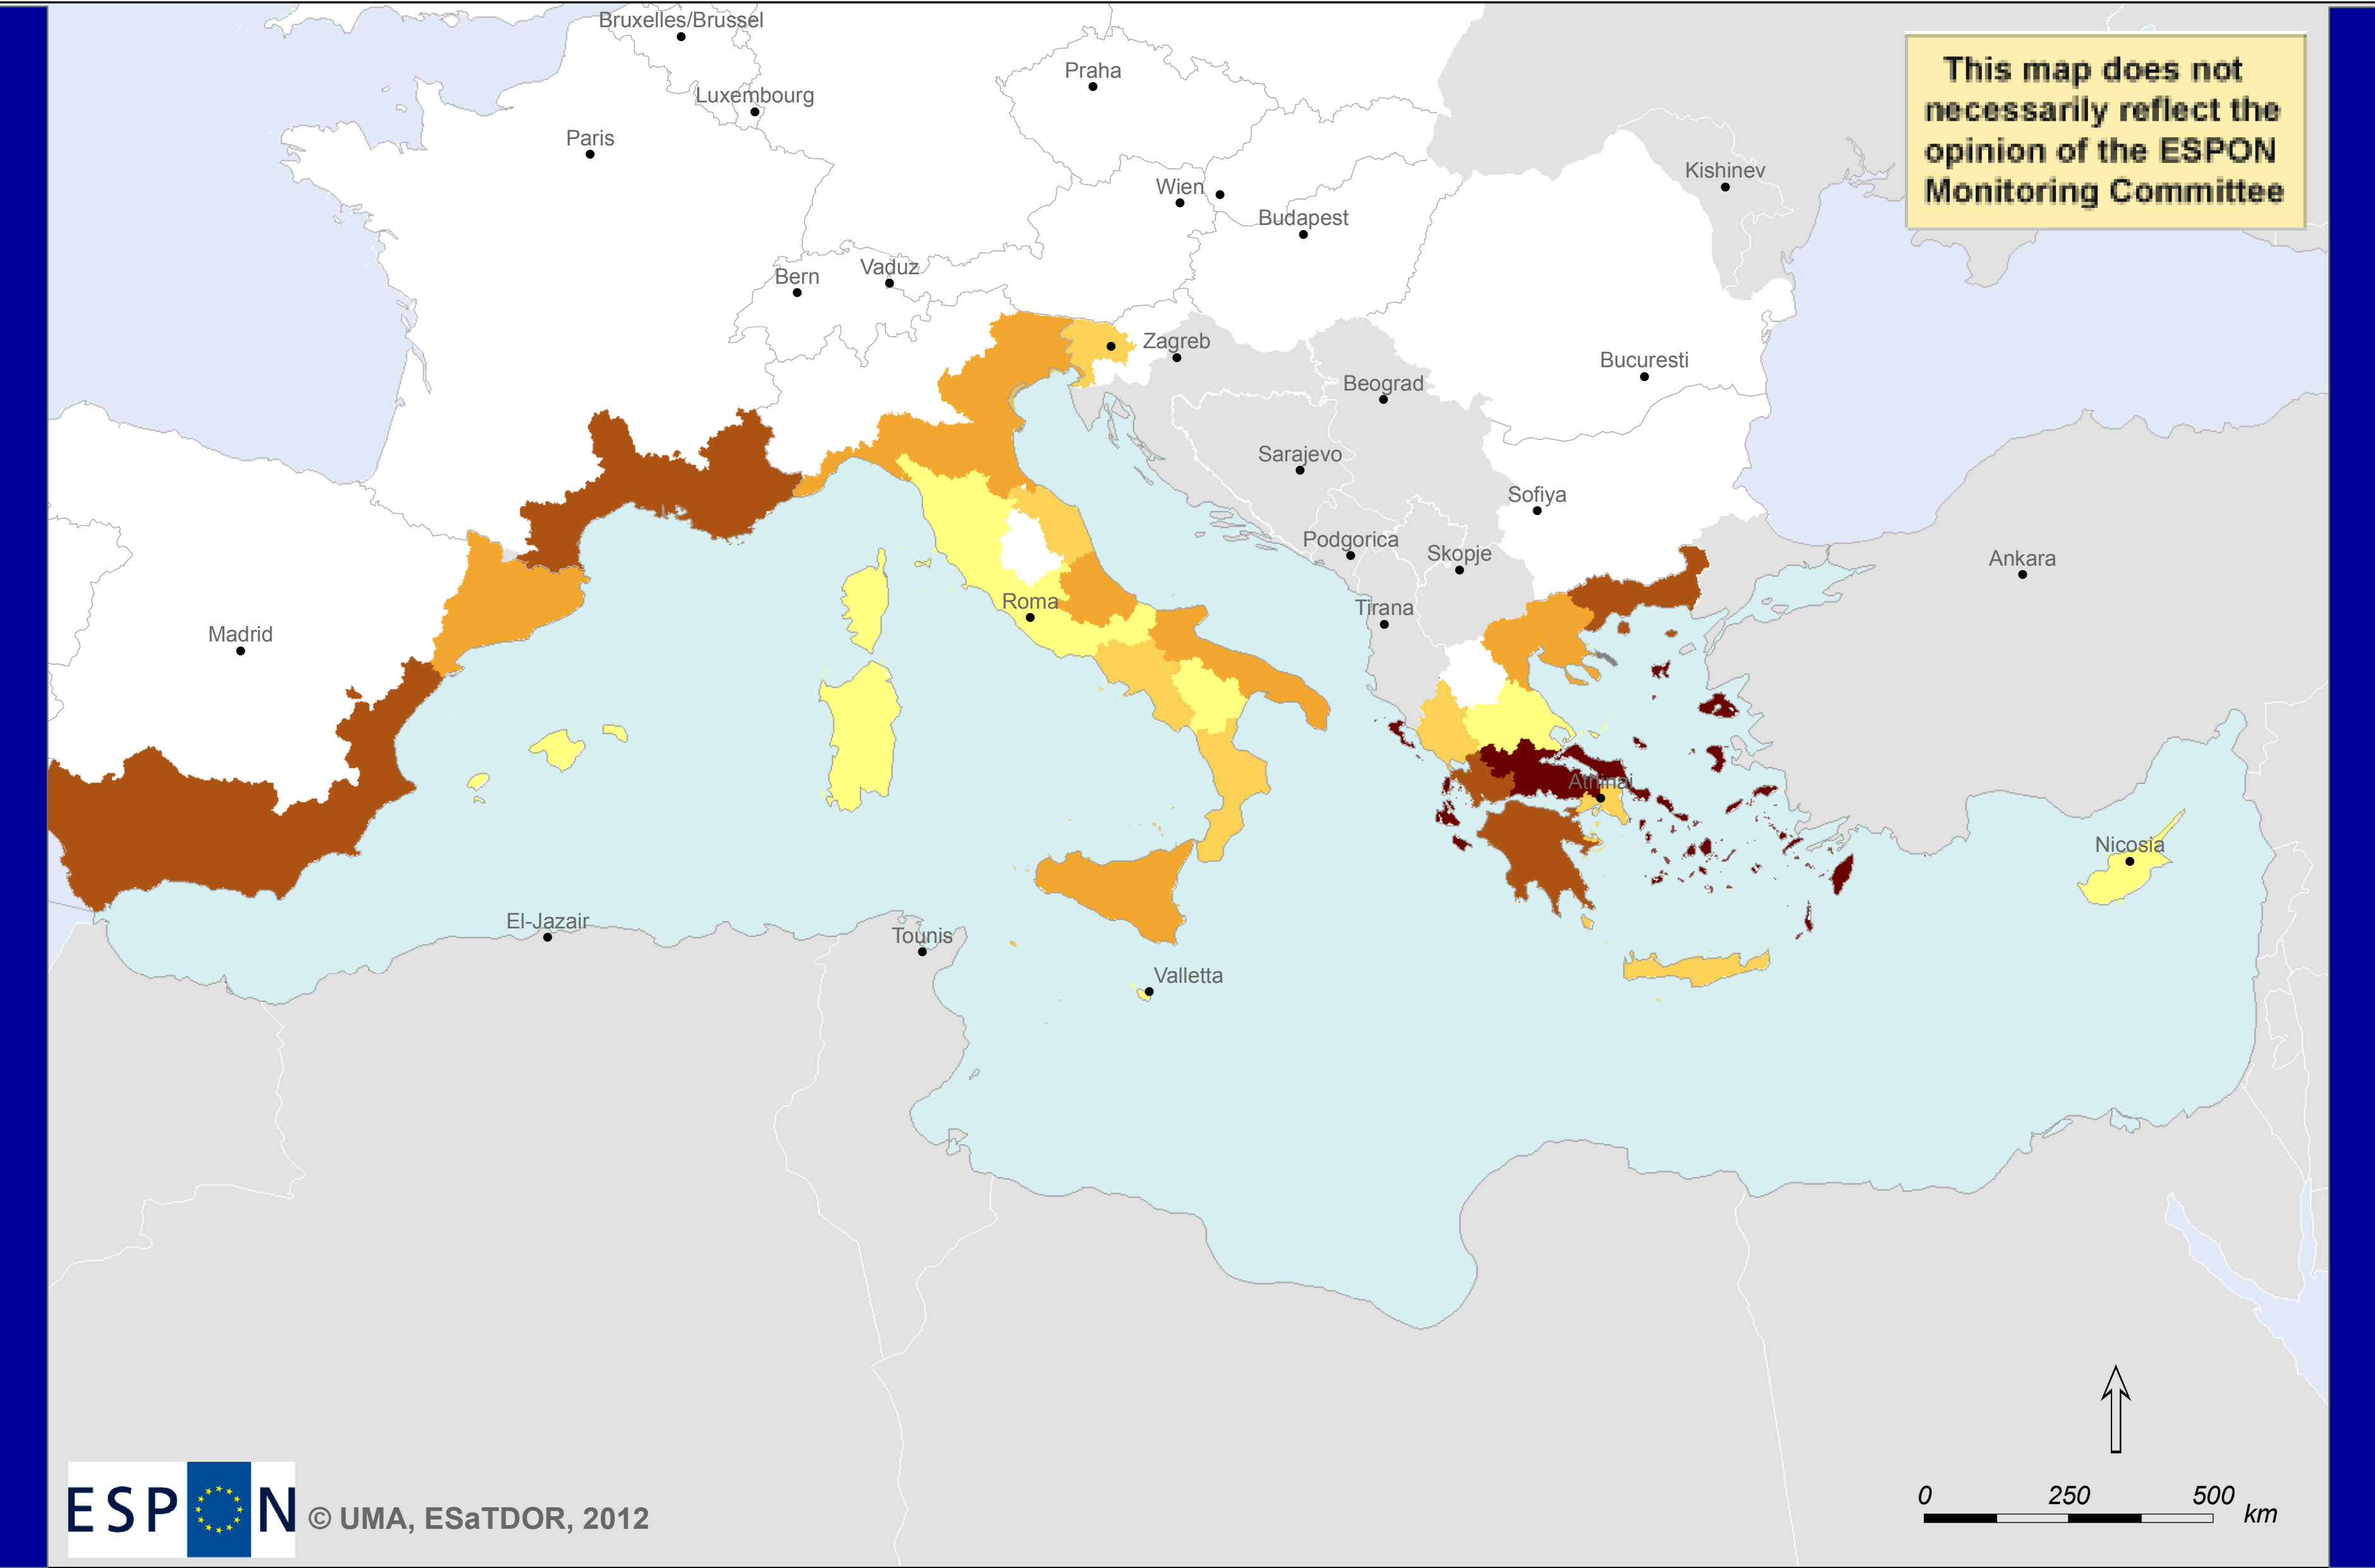 Bruxelles/Brussel
This map does not
necessarily reflect the
opinion of the ESPON
Monitoring Committee
Praha
Luxembourg
Paris
Kishinev
Wien
Budapest
Vaduz
Bern
Zagreb
Bucuresti
Beograd
Sarajevo
Sofiya
Podgorica
Skopje
Ankara
Roma
Tirana
Madrid
Athinai
Nicosia
El-Jazair
Tounis
Valletta
0 250 500 km
ESPON © UMA, ESaTDOR, 2012